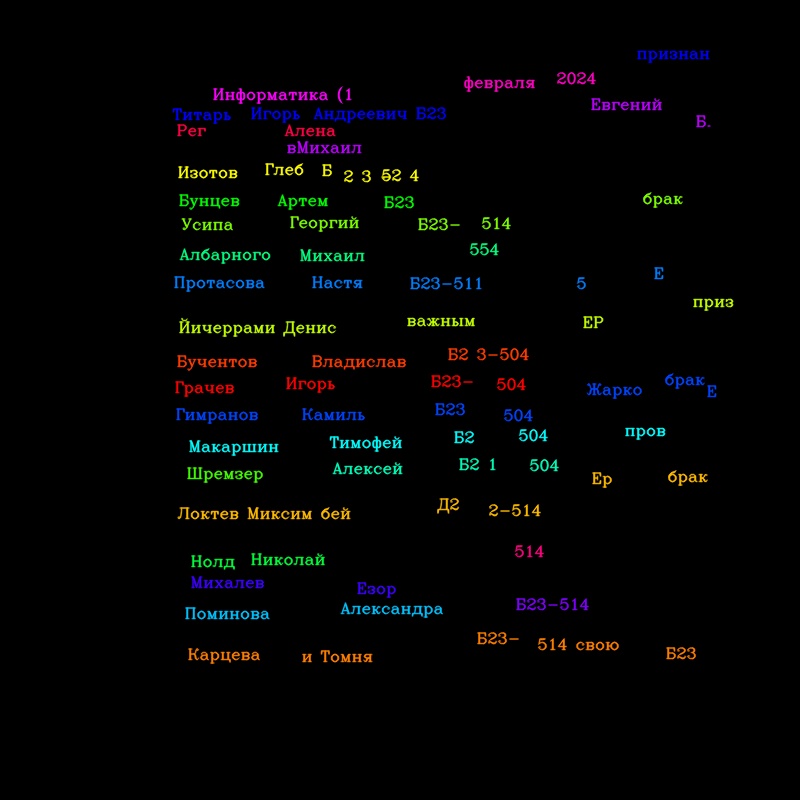 признан
февраля 2024
Информатика (1
Евгений
Титарь Игорь Андреевич Б23
Б.
Рег Алена
вМихаил
Изотов Глеб Б 2 3 52 4
Бунцев Артем Б23 брак
Усипа Георгий Б23- 514
Албарного Михаил 554
Протасова Настя Б23-511 5 Е
приз
Йичеррами Денис важным ЕР
Бучентов Владислав Б2 3-504
Грачев Игорь Б23- 504
Жарко брак Е
Гимранов Камиль Б23 504
Макаршин Тимофей Б2 504 пров
Шремзер Алексей Б2 1 504
Ер брак
Локтев Миксим бей Д2 2-514
Нолд Николай 514
Михалев Езор
Поминова Александра Б23-514
Карцева и Томня Б23- 514 свою Б23